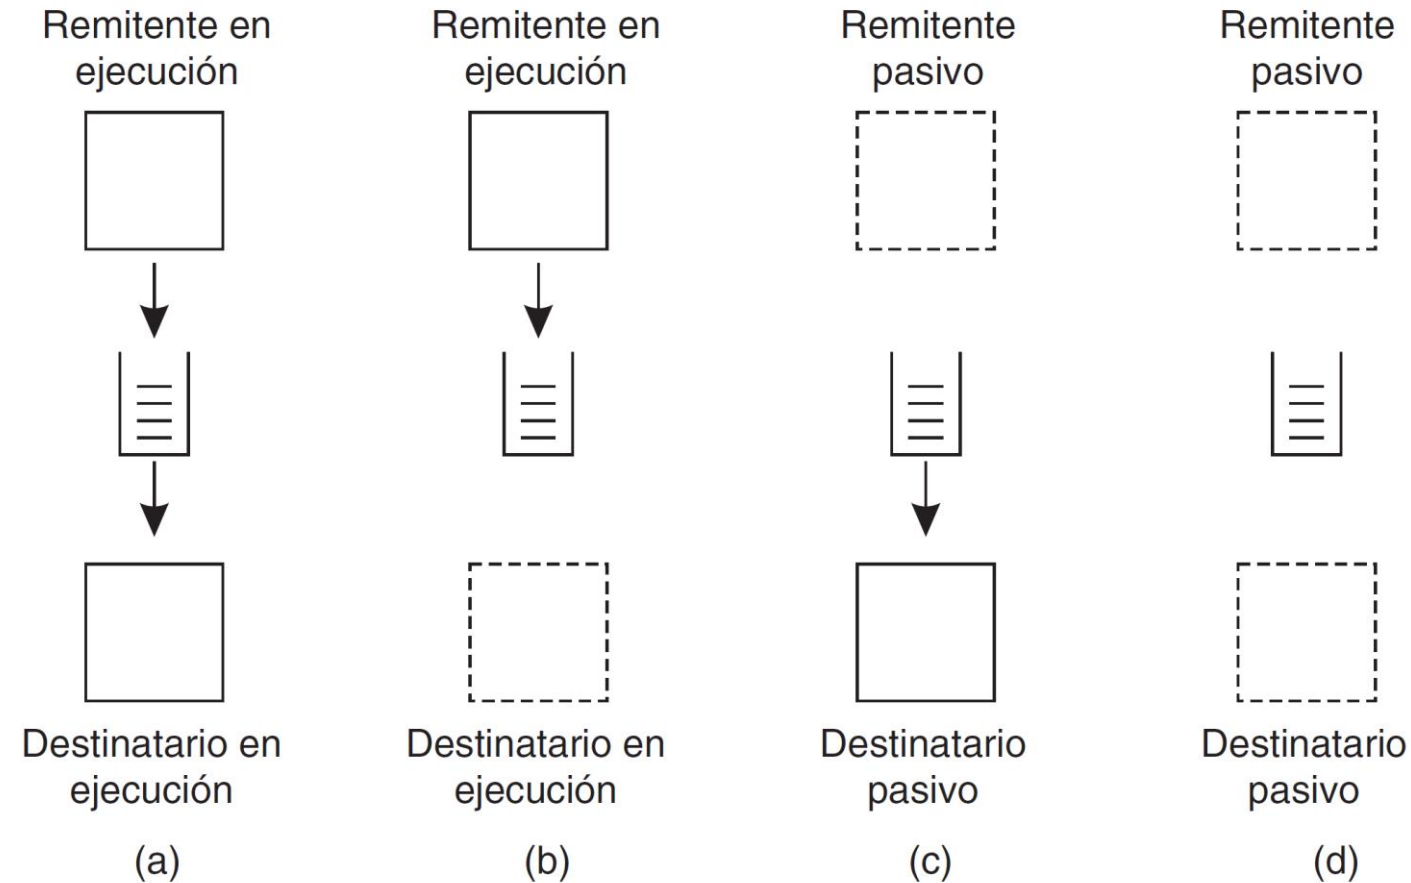 Remitente en
ejecución
Remitente en
ejecución
Remitente
pasivo
Remitente
pasivo
Destinatario en
ejecución
Destinatario en
ejecución
Destinatario
pasivo
Destinatario
pasivo
(a)
(b)
(c)
(d)